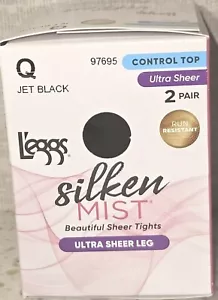 Q
97695
CONTROL TOP
JET BLACK
Ultra Sheer
2 PAIR
RUN
RESISTANT
L'eggs
silken
MIST
Beautiful Sheer Tights
ULTRA SHEER LEG